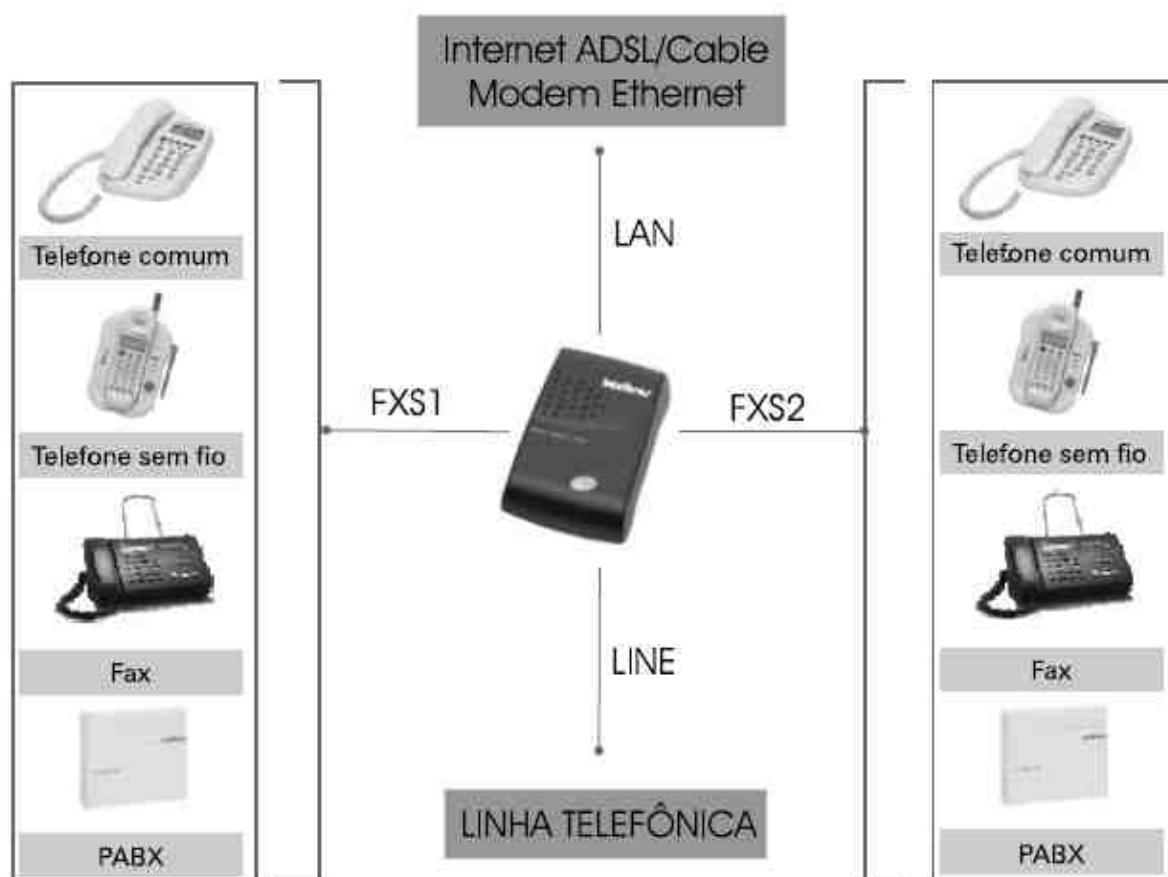 Internet ADSL/Cable
Modem Ethernet
LAN
FXS1
FXS2
LINE
LINHA TELEFÔNICA
Telefone comum
Telefone sem fio
Fax
PABX
Telefone comum
Telefone sem fio
Fax
PABX